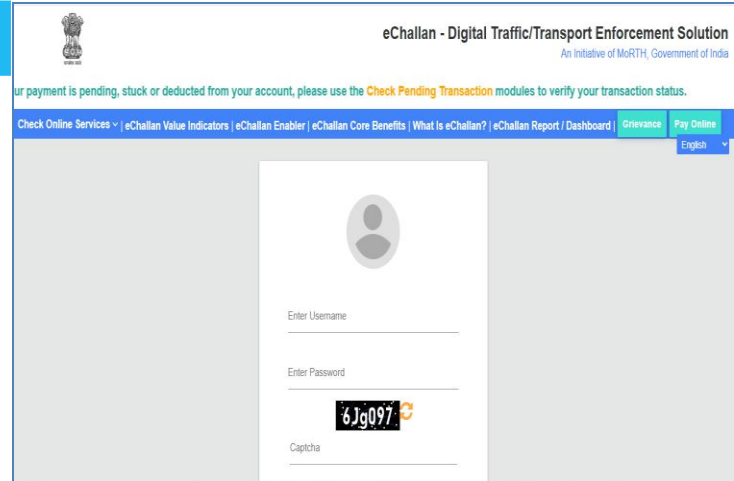 eChallan - Digital Traffic/Transport Enforcement Solution
An Initiative of MoRTH, Government of India
ur payment is pending, stuck or deducted from your account, please use the Check Pending Transaction modules to verify your transaction status.
Check Online Services | eChallan Value Indicators | eChallan Enabler | eChallan Core Benefits | What Is eChallan? | eChallan Report / Dashboard | Grievance Pay Online
English
Enter Username
Enter Password
6Jg097
Captcha